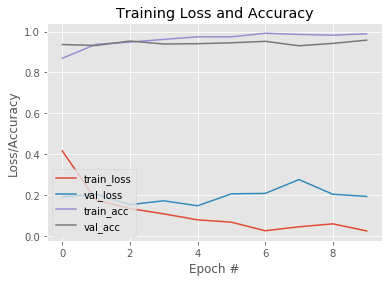 Training Loss and Accuracy
Loss/Accuracy
1.0
0.8
0.6
0.4
0.2
0.0
train_loss
val_loss
train_acc
val_acc
0
2
4
6
8
Epoch #